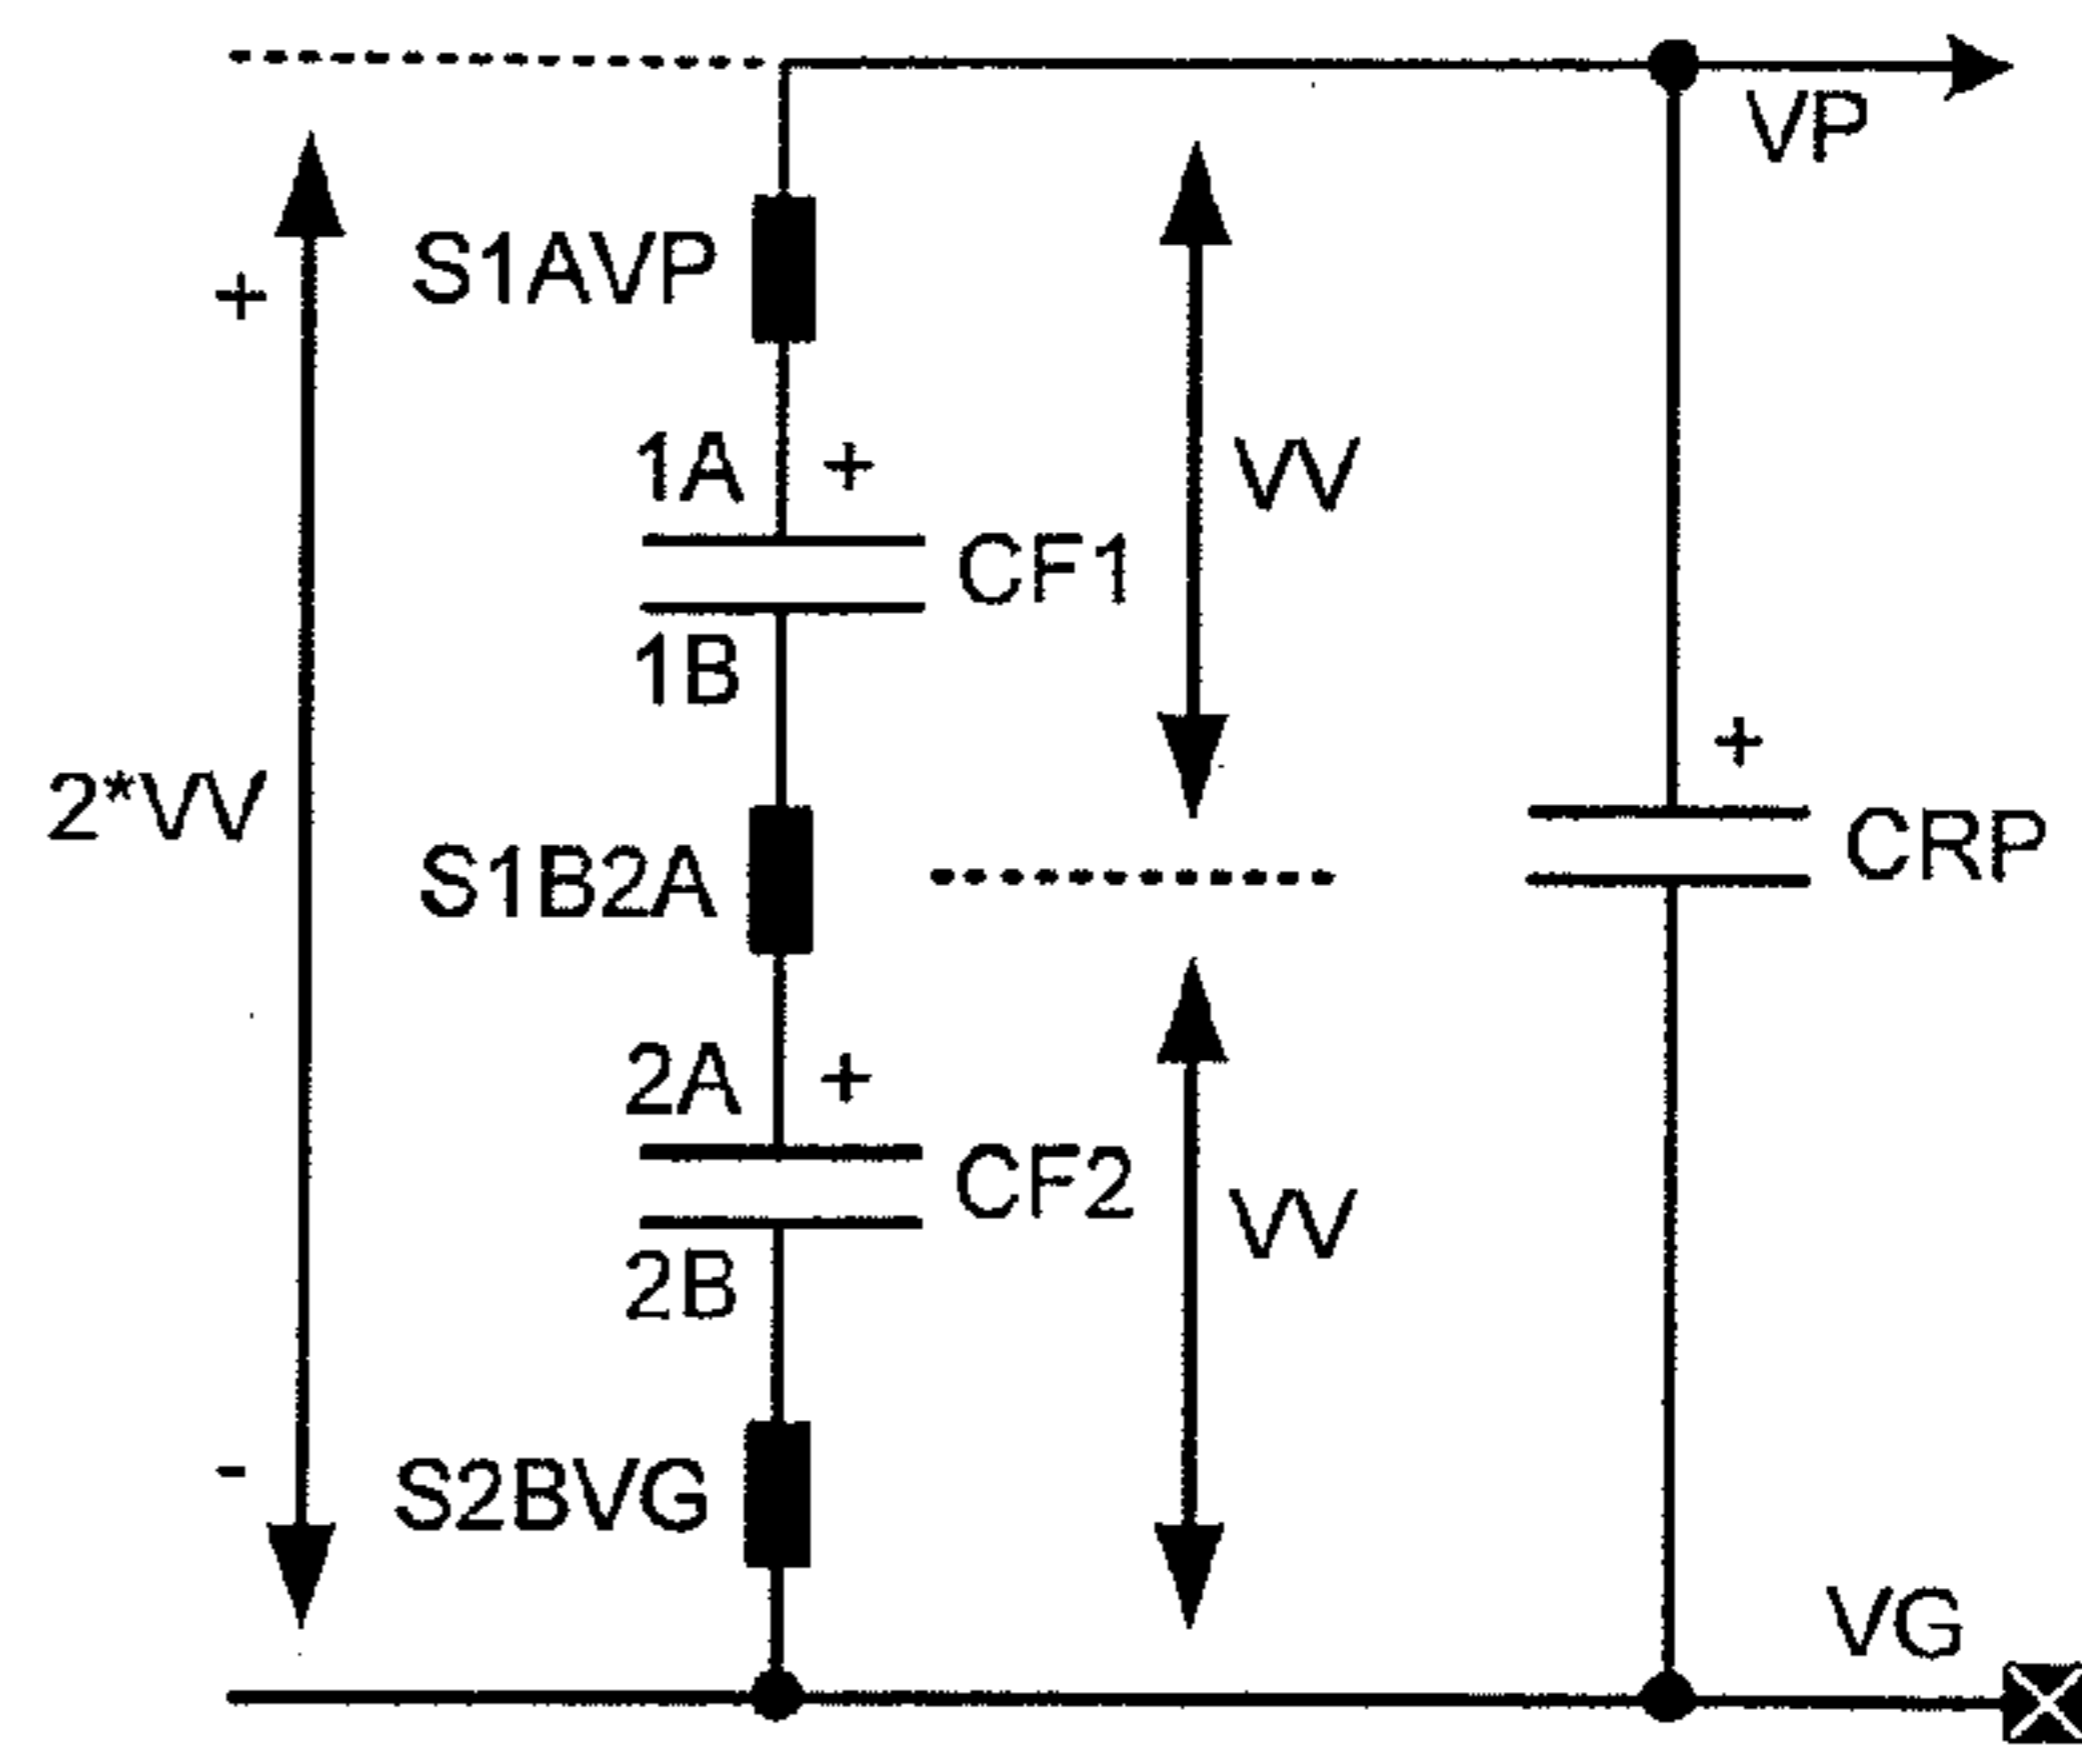 VP
S1AVP
+
1A +
VV
CF1
1B
+
2*VV
CRP
S1B2A
2A +
CF2
VV
2B
-
S2BVG
VG